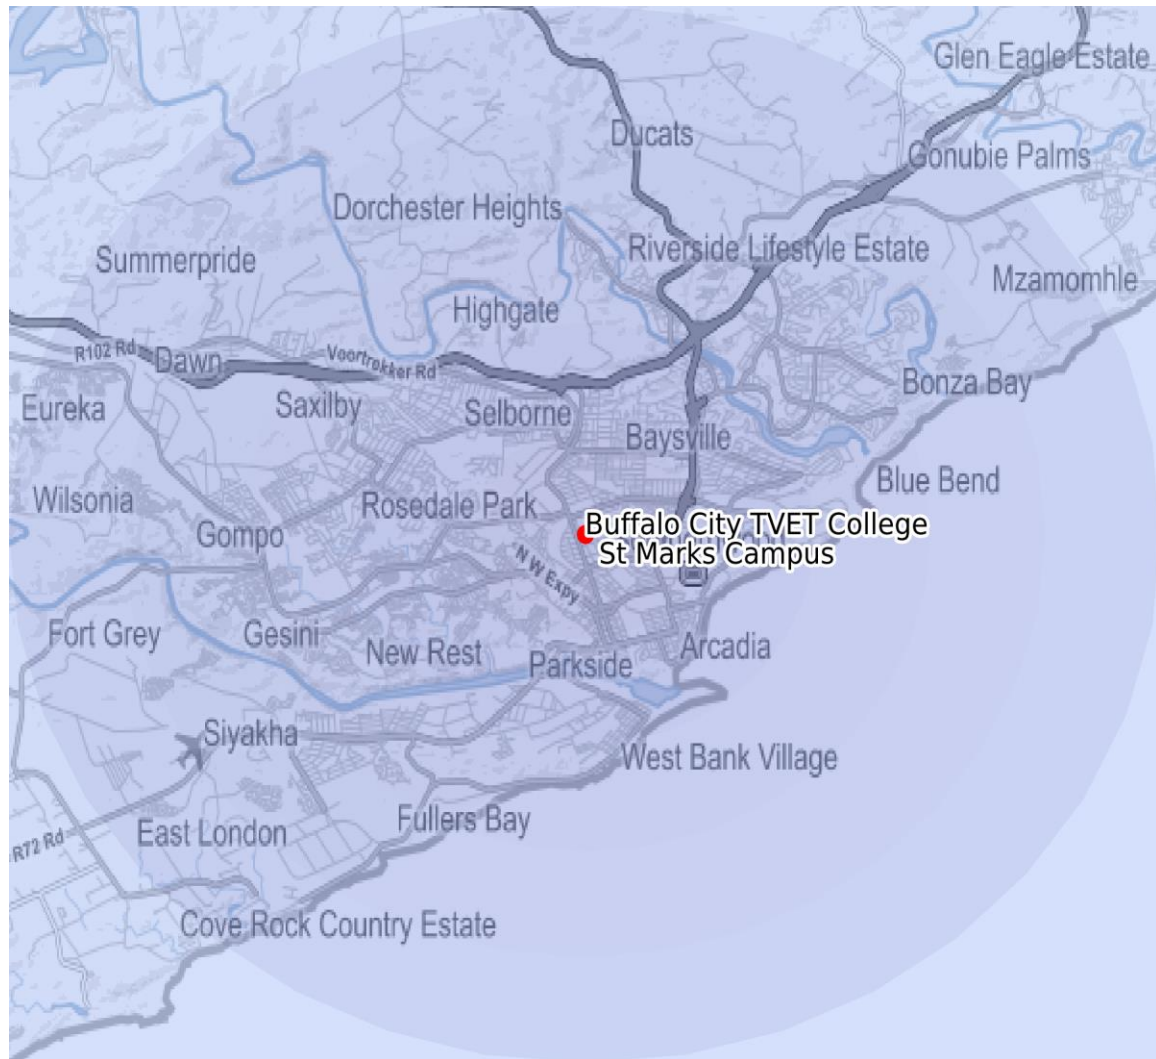 Glen Eagle Estate
Ducats
Gonubie Palms
Dorchester Heights
Riverside Lifestyle Estate
Summerpride
Mzamomhle
Highgate
R102 Rd
Dawn
Voortrekker Rd
Bonza Bay
Eureka
Saxilby
Selborne
Baysville
Blue Bend
Wilsonia
Rosedale Park
Gompo
Buffalo City TVET College
St Marks Campus
N W Expy
Fort Grey
Gesini
New Rest
Parkside
Arcadia
Siyakha
West Bank Village
R72 Rd
East London
Fullers Bay
Cove Rock Country Estate